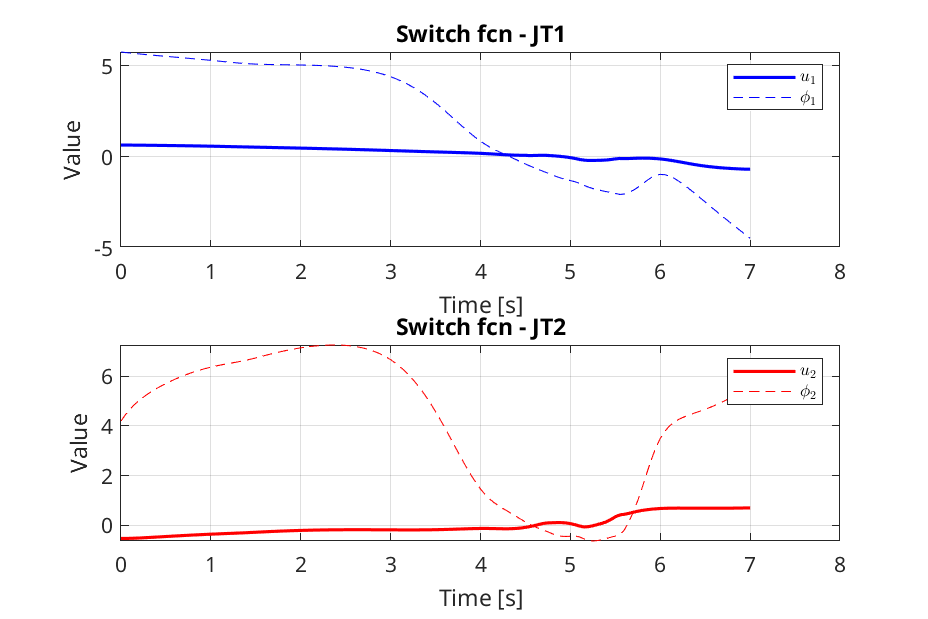 Switch fcn - JT1
Value
5
0
-5
u₁
ϕ₁
0 1 2 3 4 5 6 7 8
Time [s]
Switch fcn - JT2
Value
6
4
2
0
u₂
ϕ₂
0 1 2 3 4 5 6 7 8
Time [s]